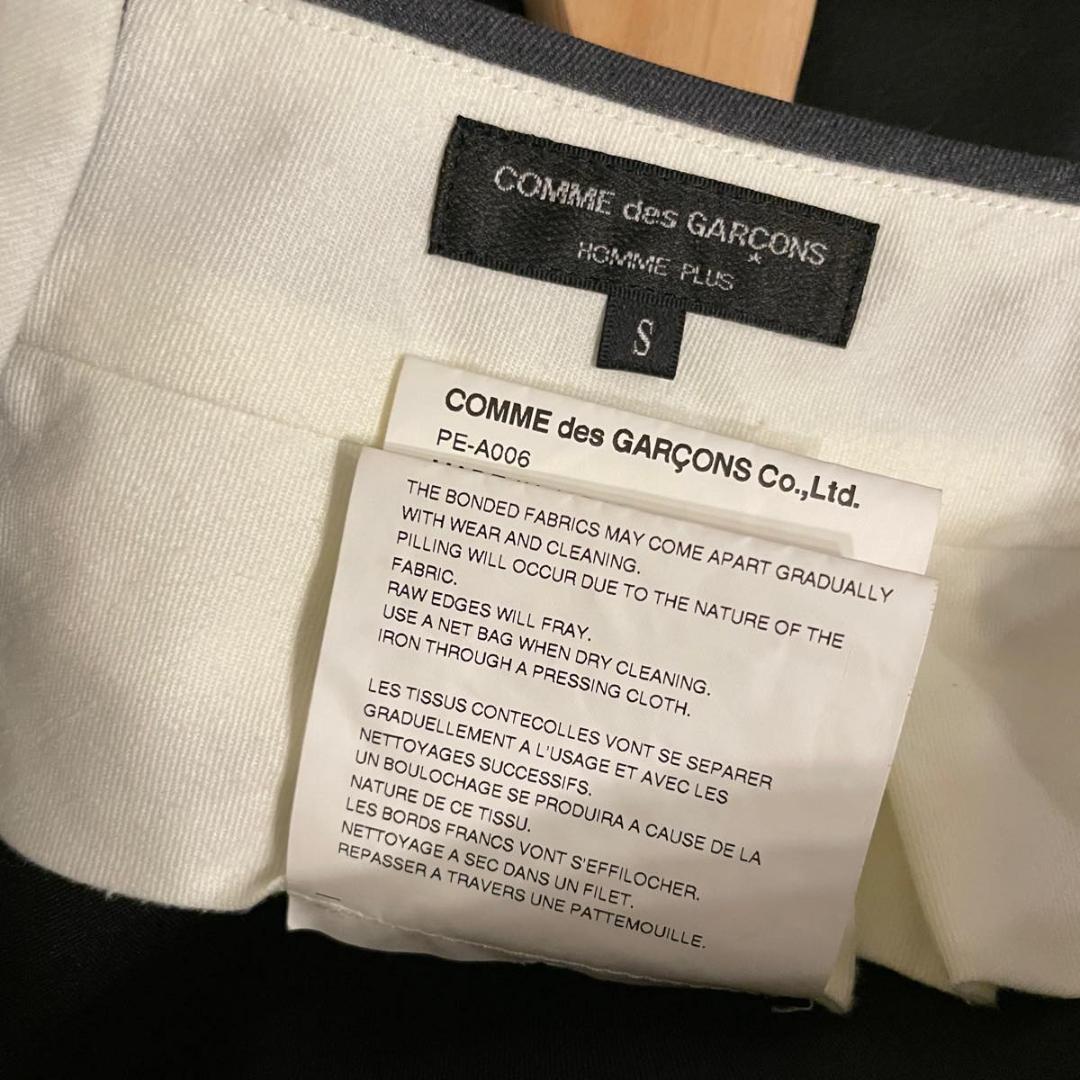 COMME des GARÇONS
HOMME PLUS
S
COMME des GARÇONS Co.,Ltd.
PE-A006
THE BONDED FABRICS MAY COME APART GRADUALLY
WITH WEAR AND CLEANING.
PILLING WILL OCCUR DUE TO THE NATURE OF THE
FABRIC.
RAW EDGES WILL FRAY.
USE A NET BAG WHEN DRY CLEANING.
IRON THROUGH A PRESSING CLOTH.
LES TISSUS CONTECOLLES VONT SE SEPARER
GRADUELLEMENT A L'USAGE ET AVEC LES
NETTOYAGES SUCCESSIFS.
UN BOULOCHAGE SE PRODUIRA A CAUSE DE LA
NATURE DE CE TISSU.
LES BORDS FRANCS VONT S'EFFILOCHER.
NETTOYAGE A SEC DANS UN FILET.
REPASSER A TRAVERS UNE PATTEMOUILLE.